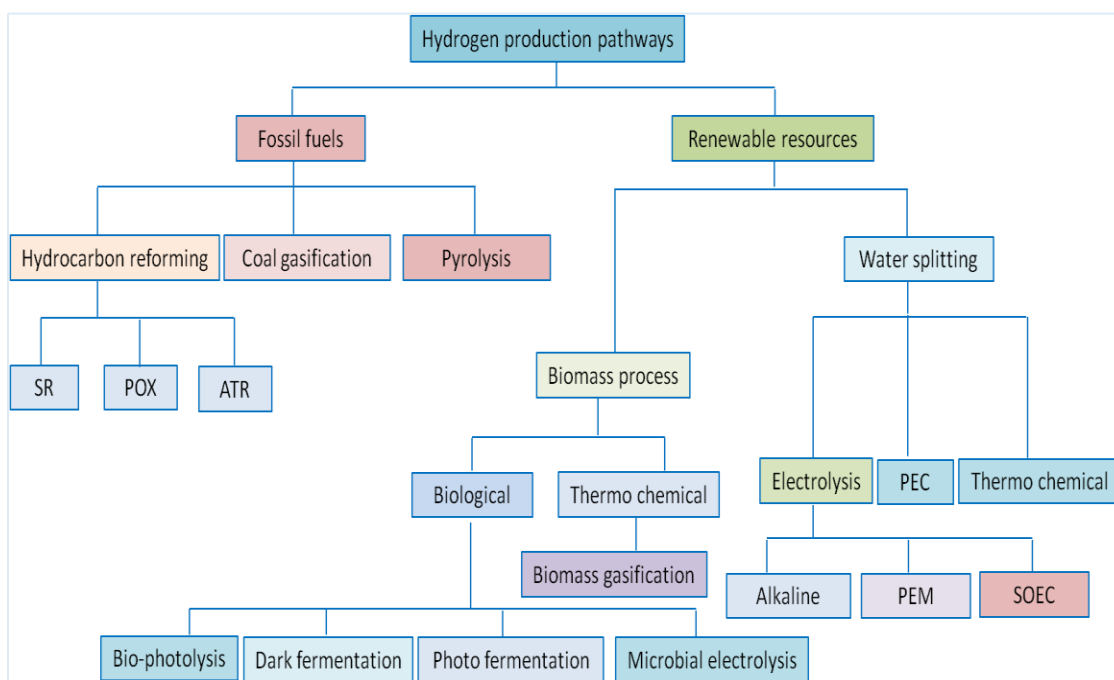 Hydrogen production pathways
Fossil fuels
Renewable resources
Hydrocarbon reforming
Coal gasification
Pyrolysis
Water splitting
SR
POX
ATR
Biomass process
Biological
Thermo chemical
Electrolysis
PEC
Thermo chemical
Biomass gasification
Alkaline
PEM
SOEC
Bio-photolysis
Dark fermentation
Photo fermentation
Microbial electrolysis